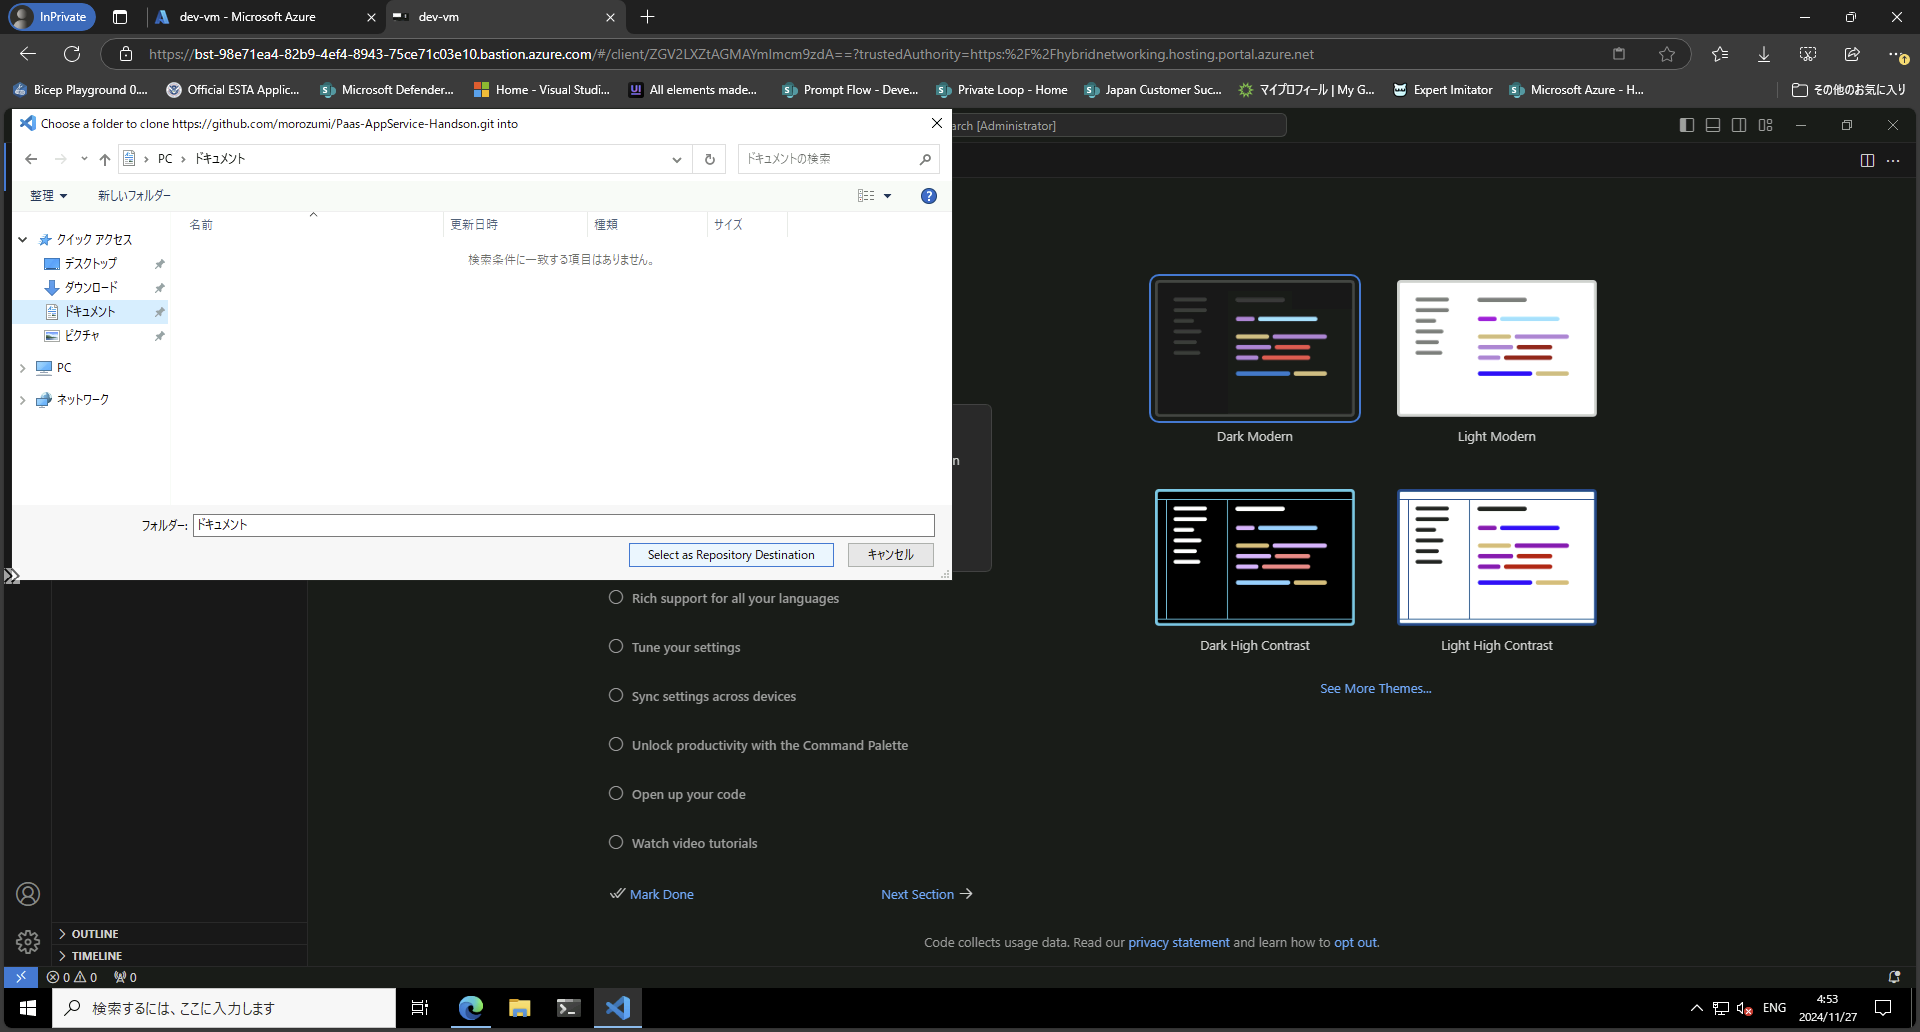 InPrivate
dev-vm - Microsoft Azure
dev-vm
https://bst-98e71ea4-82b9-4ef4-8943-75ce71c03e10.bastion.azure.com/#/client/ZGV2LXZtAGMAYmlmcm9zdA==?trustedAuthority=https:%2F%2Fhybridnetworking.hosting.portal.azure.net
Bicep Playground 0....
Official ESTA Applic...
Microsoft Defender...
Home - Visual Studi...
All elements made...
Prompt Flow - Deve...
Private Loop - Home
Japan Customer Suc...
マイプロフィール | My G...
Expert Imitator
Microsoft Azure - H...
その他のお気に入り
Choose a folder to clone https://github.com/morozumi/Paas-AppService-Handson.git into
arch [Administrator]
PC
ドキュメント
ドキュメントの検索
整理
新しいフォルダー
名前
更新日時
種類
サイズ
検索条件に一致する項目はありません。
クイック アクセス
デスクトップ
ダウンロード
ドキュメント
ピクチャ
PC
ネットワーク
フォルダー:
ドキュメント
Select as Repository Destination
キャンセル
n
Dark Modern
Light Modern
Dark High Contrast
Light High Contrast
See More Themes...
Rich support for all your languages
Tune your settings
Sync settings across devices
Unlock productivity with the Command Palette
Open up your code
Watch video tutorials
Mark Done
Next Section
Code collects usage data. Read our privacy statement and learn how to opt out.
OUTLINE
TIMELINE
0
0
0
検索するには、ここに入力します
ENG
4:53
2024/11/27